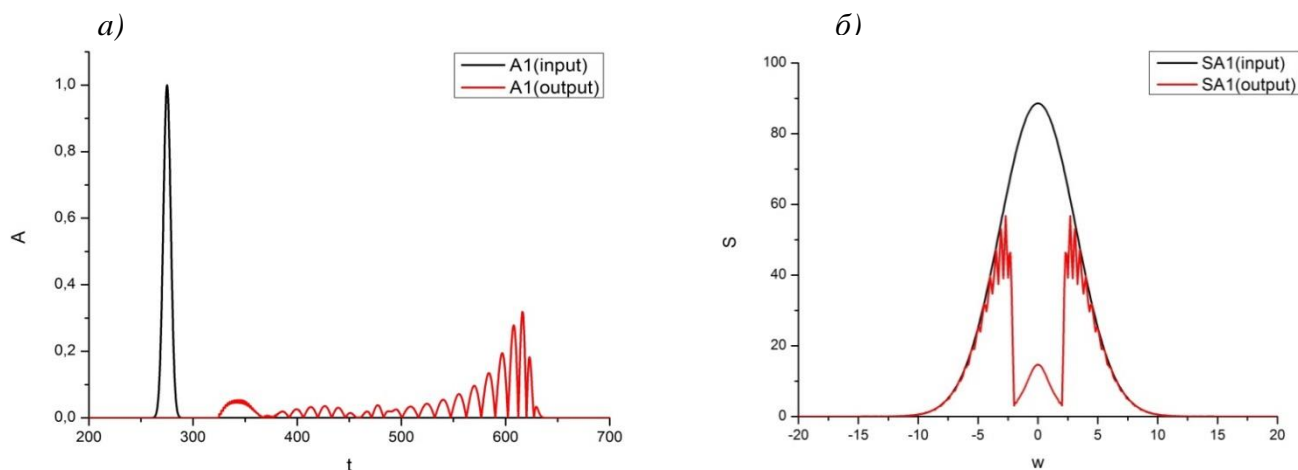 а)
б)
A1(input)
A1(output)
SA1(input)
SA1(output)
1,0
0,8
0,6
0,4
0,2
0,0
A
200 300 400 500 600 700
t
100
80
60
40
20
0
S
-20 -15 -10 -5 0 5 10 15 20
w